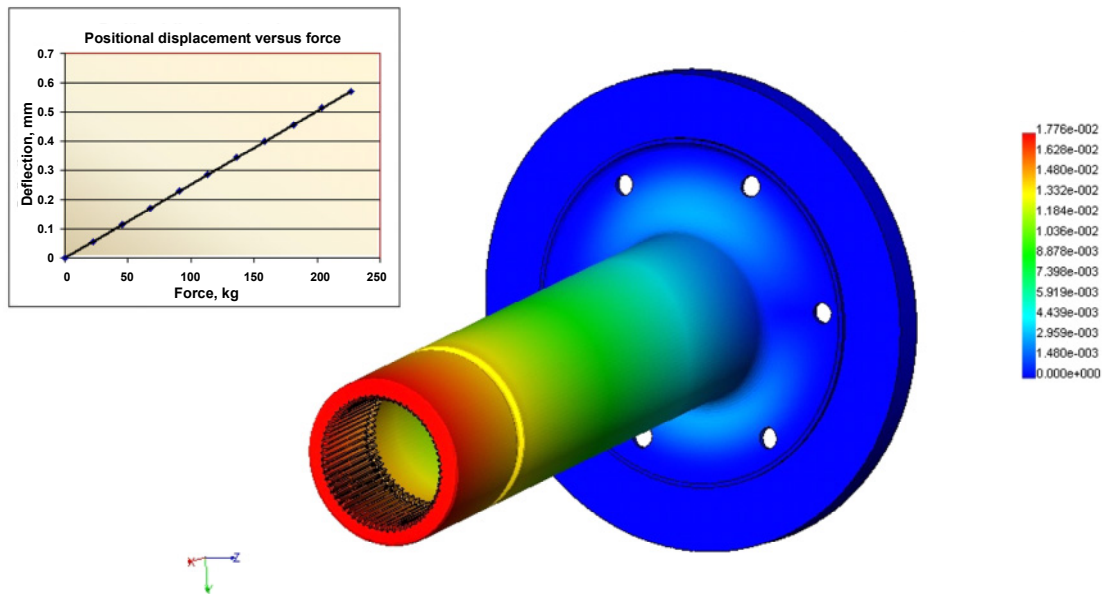 Positional displacement versus force
0.7
0.6
0.5
0.4
0.3
0.2
0.1
0
Deflection, mm
0 50 100 150 200 250
Force, kg
1.776e-002
1.628e-002
1.480e-002
1.332e-002
1.184e-002
1.036e-002
8.878e-003
7.398e-003
5.919e-003
4.439e-003
2.959e-003
1.480e-003
0.000e+000
X Z
Y